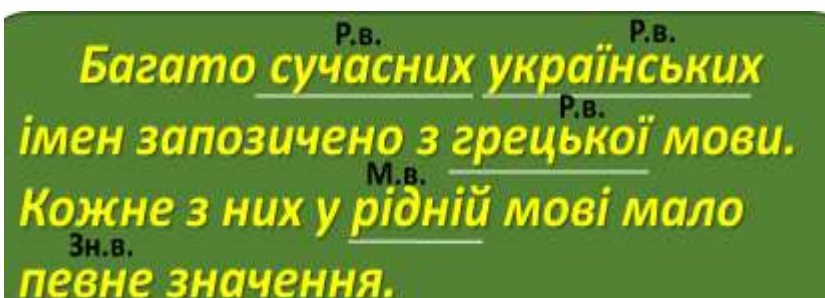 Р.в. Р.в.
Багато сучасних українських
Р.в.
імен запозичено з грецької мови.
М.в.
Кожне з них у рідній мові мало
Зн.в.
певне значення.